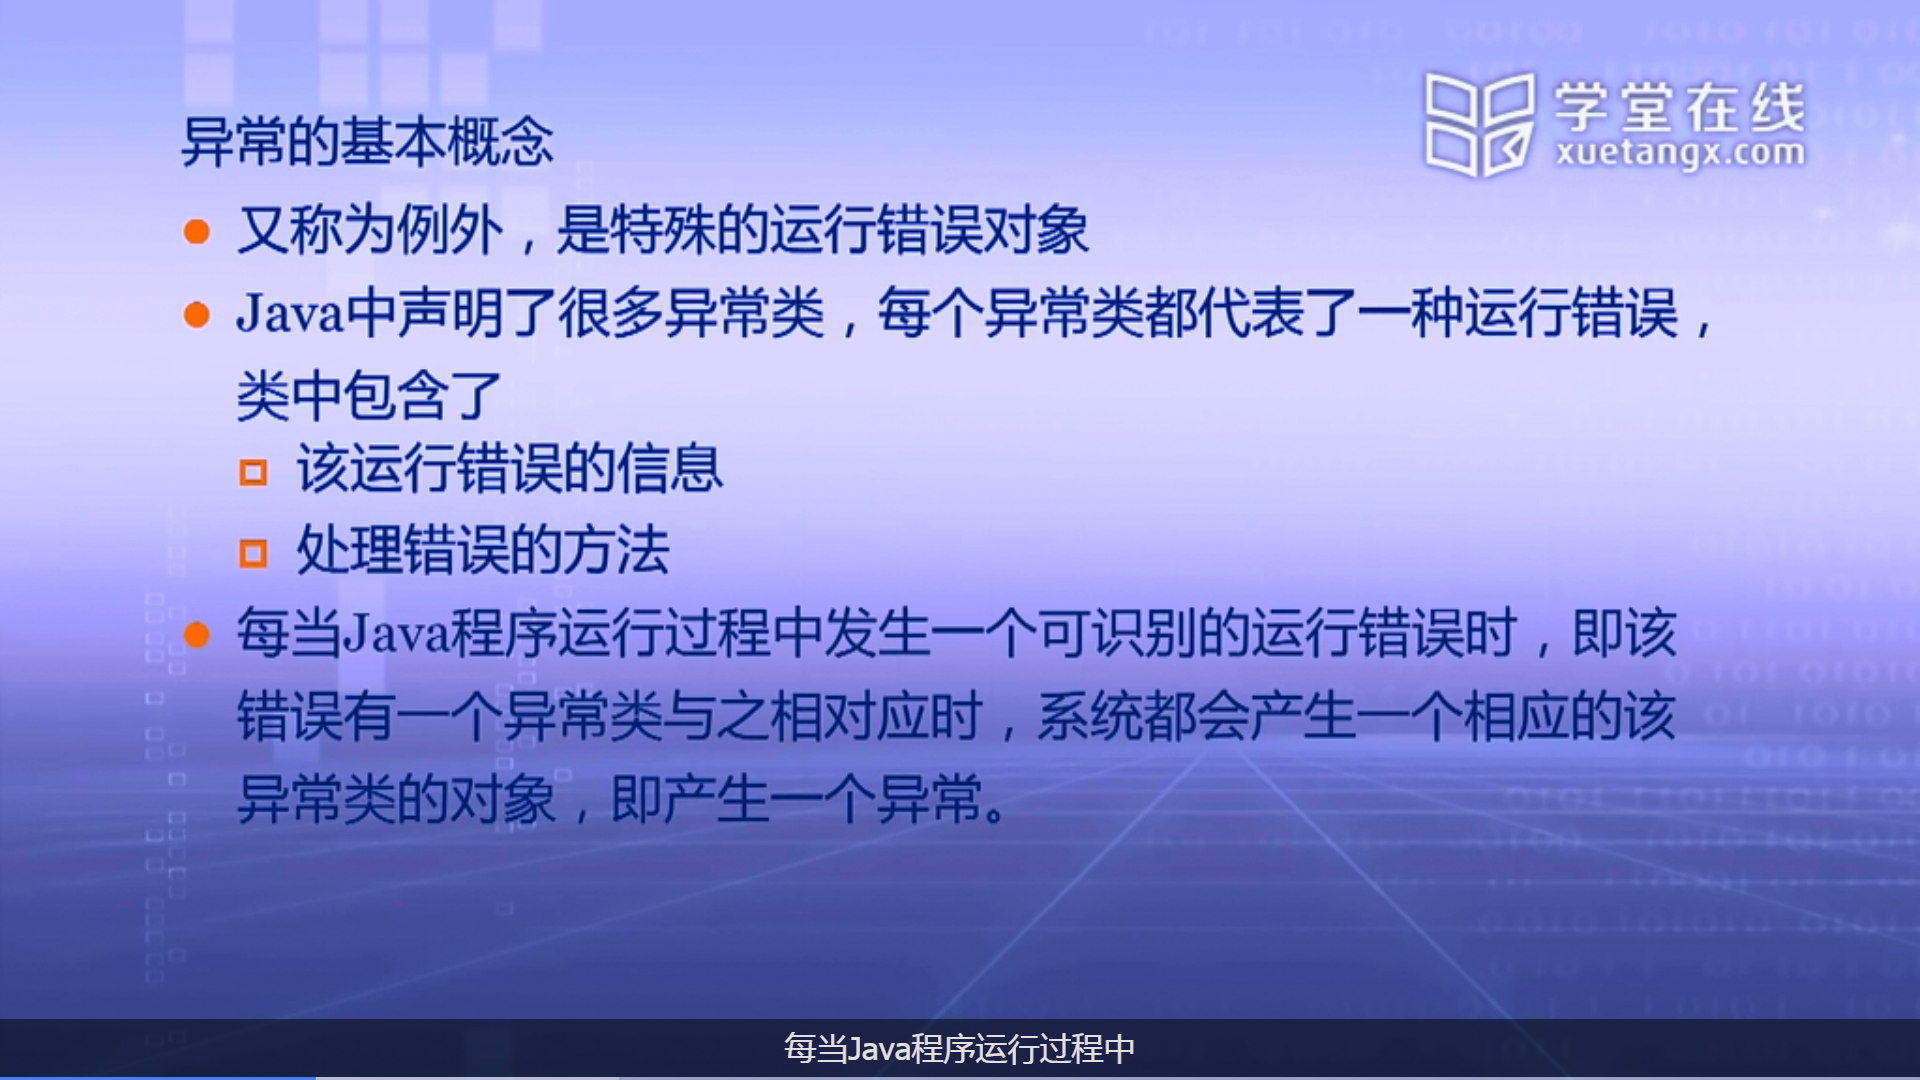 学堂在线
xuetangx.com
异常的基本概念
又称为例外，是特殊的运行错误对象
Java中声明了很多异常类，每个异常类都代表了一种运行错误，
类中包含了
该运行错误的信息
处理错误的方法
每当Java程序运行过程中发生一个可识别的运行错误时，即该
错误有一个异常类与之相对应时，系统都会产生一个相应的该
异常类的对象，即产生一个异常。
每当Java程序运行过程中